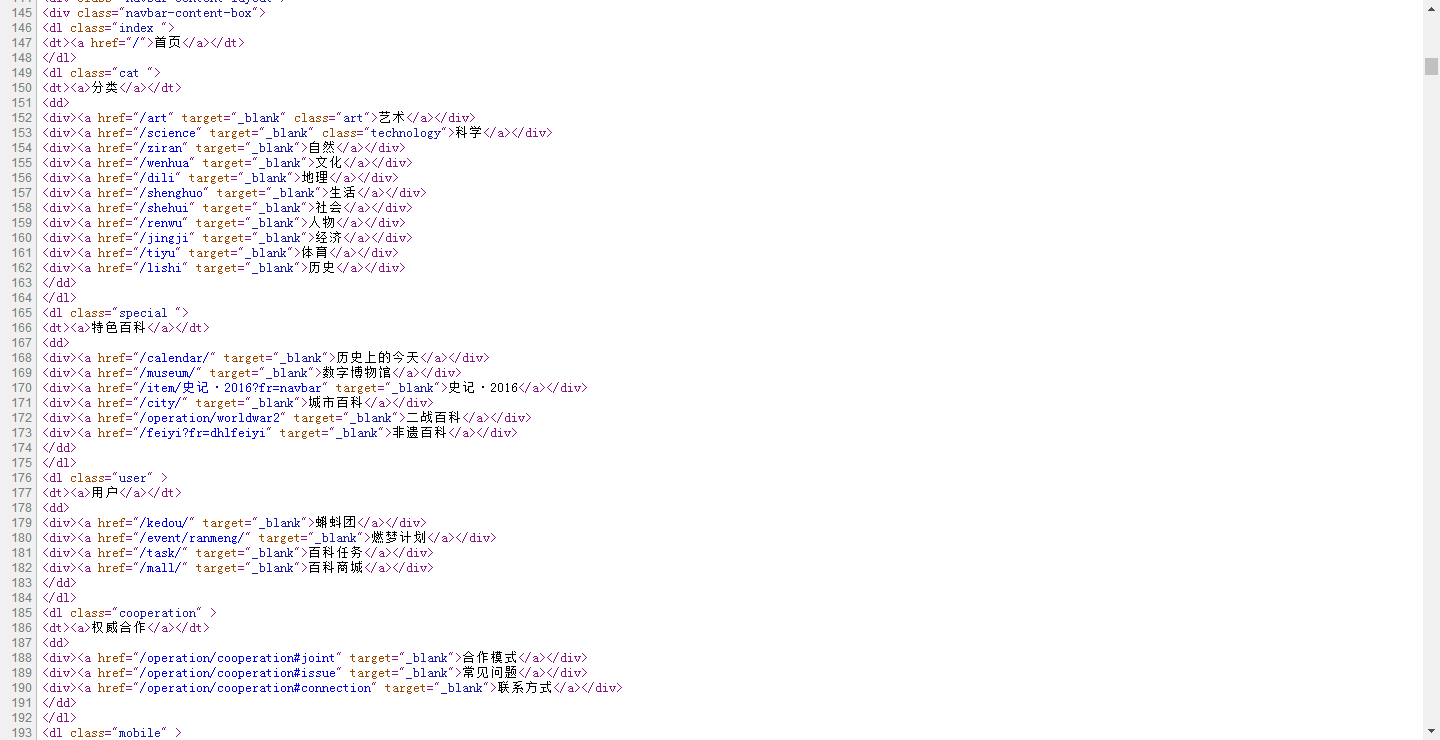 145 <div class="navbar-content-box">
146 <dl class="index ">
147 <dt><a href="/">首页</a></dt>
148 </dl>
149 <dl class="cat ">
150 <dt><a>分类</a></dt>
151 <dd>
152 <div><a href="/art" target="_blank" class="art">艺术</a></div>
153 <div><a href="/science" target="_blank" class="technology">科学</a></div>
154 <div><a href="/ziran" target="_blank">自然</a></div>
155 <div><a href="/wenhua" target="_blank">文化</a></div>
156 <div><a href="/dili" target="_blank">地理</a></div>
157 <div><a href="/shenghuo" target="_blank">生活</a></div>
158 <div><a href="/shehui" target="_blank">社会</a></div>
159 <div><a href="/renwu" target="_blank">人物</a></div>
160 <div><a href="/jingji" target="_blank">经济</a></div>
161 <div><a href="/tiyu" target="_blank">体育</a></div>
162 <div><a href="/lishi" target="_blank">历史</a></div>
163 </dd>
164 </dl>
165 <dl class="special ">
166 <dt><a>特色百科</a></dt>
167 <dd>
168 <div><a href="/calendar/" target="_blank">历史上的今天</a></div>
169 <div><a href="/museum/" target="_blank">数字博物馆</a></div>
170 <div><a href="/item/史记·2016?fr=navbar" target="_blank">史记·2016</a></div>
171 <div><a href="/city/" target="_blank">城市百科</a></div>
172 <div><a href="/operation/worldwar2" target="_blank">二战百科</a></div>
173 <div><a href="/feiyi?fr=dhlfeiyi" target="_blank">非遗百科</a></div>
174 </dd>
175 </dl>
176 <dl class="user" >
177 <dt><a>用户</a></dt>
178 <dd>
179 <div><a href="/kedou/" target="_blank">蝌蚪团</a></div>
180 <div><a href="/event/ranmeng/" target="_blank">燃梦计划</a></div>
181 <div><a href="/task/" target="_blank">百科任务</a></div>
182 <div><a href="/mall/" target="_blank">百科商城</a></div>
183 </dd>
184 </dl>
185 <dl class="cooperation" >
186 <dt><a>权威合作</a></dt>
187 <dd>
188 <div><a href="/operation/cooperation#joint" target="_blank">合作模式</a></div>
189 <div><a href="/operation/cooperation#issue" target="_blank">常见问题</a></div>
190 <div><a href="/operation/cooperation#connection" target="_blank">联系方式</a></div>
191 </dd>
192 </dl>
193 <dl class="mobile" >